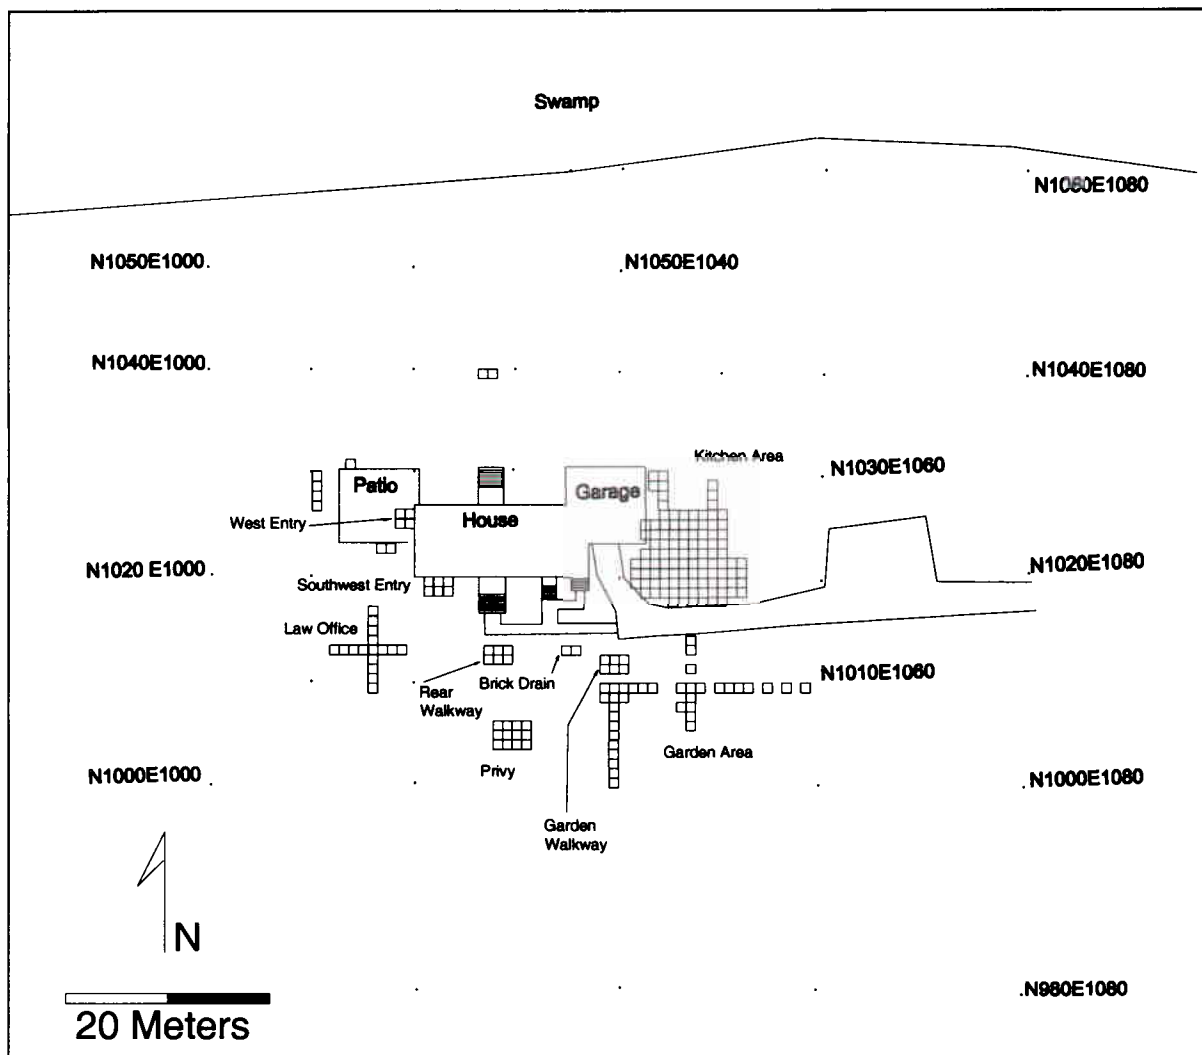 Swamp
N1060E1080
N1050E1000
N1050E1040
N1040E1000
N1040E1080
Kitchen Area
N1030E1060
Patio
Garage
West Entry
House
N1020 E1000
N1020E1080
Southwest Entry
Law Office
Rear
Walkway
Brick Drain
N1010E1060
Privy
Garden Area
N1000E1000
N1000E1080
Garden
Walkway
N
N980E1080
20 Meters